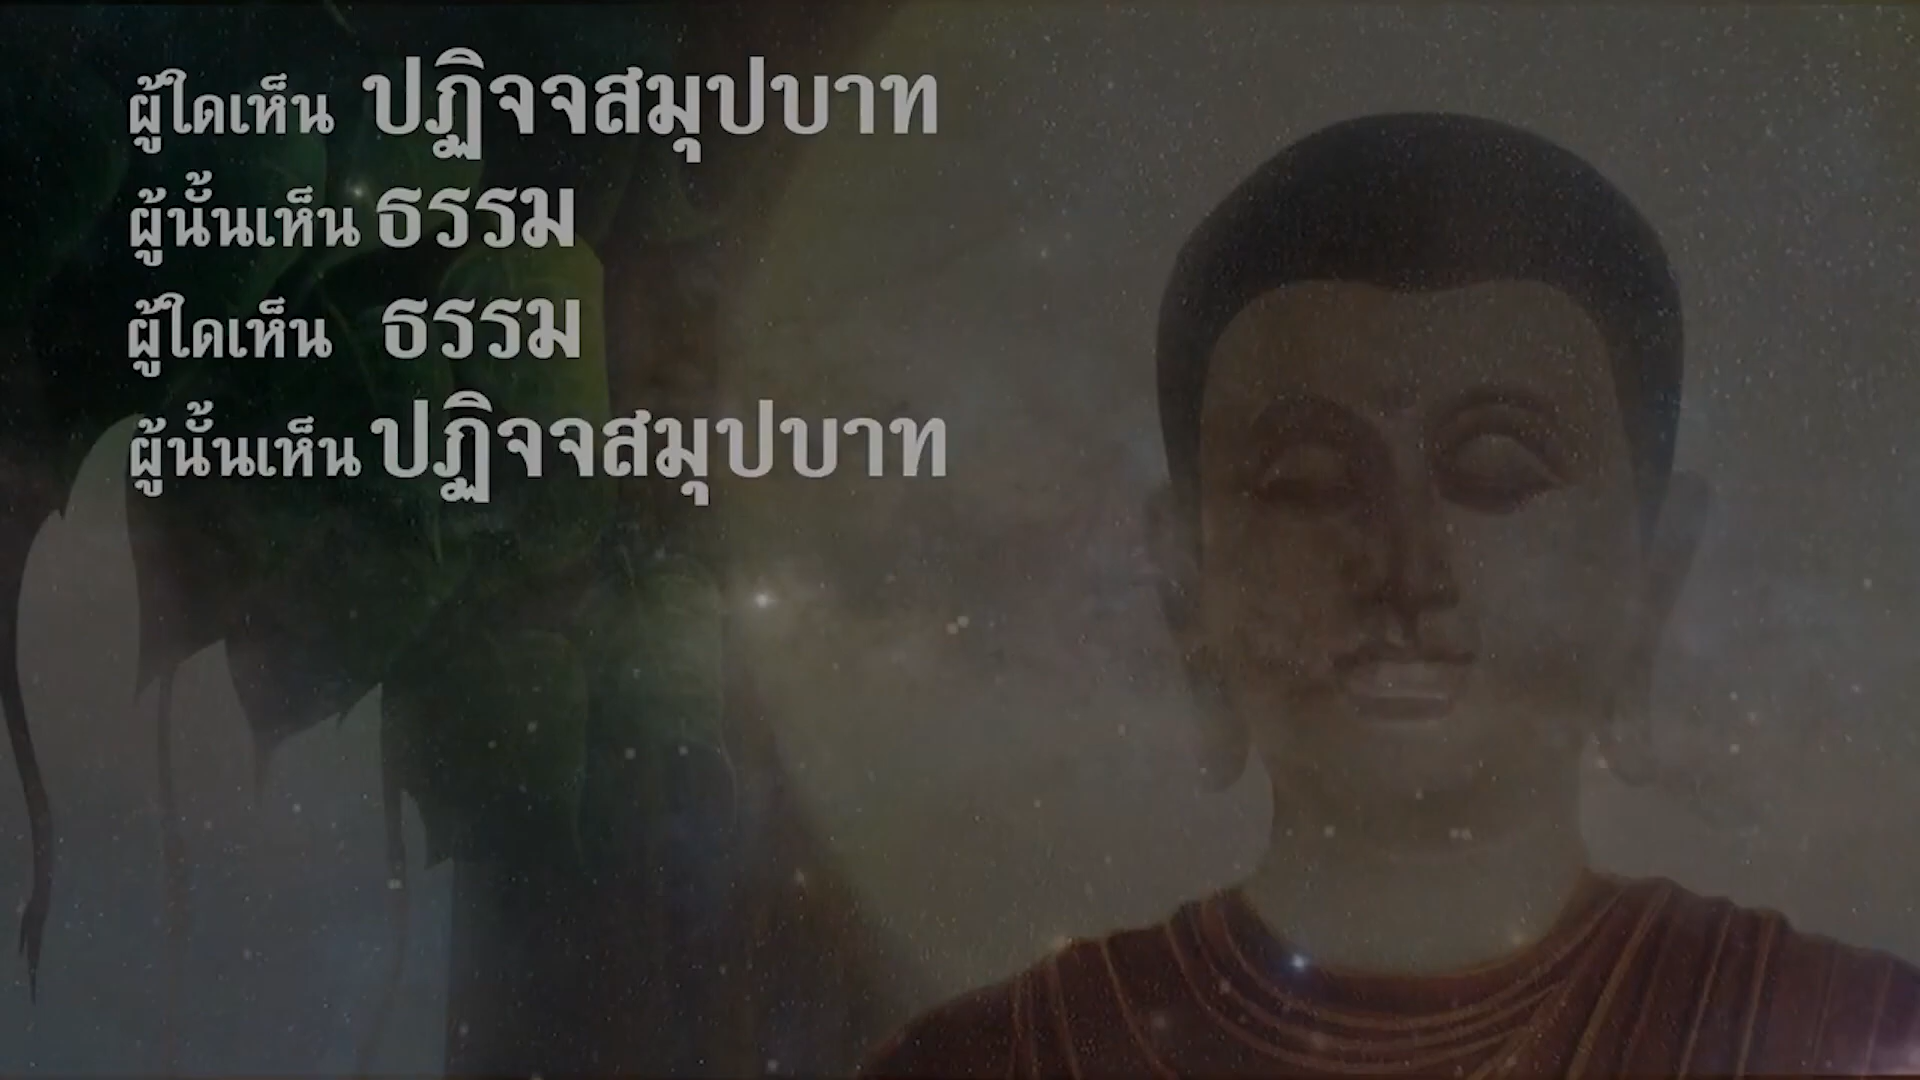 ผู้ใดเห็น ปฏิจจสมุปบาท
ผู้นั้นเห็น ธรรม
ผู้ใดเห็น ธรรม
ผู้นั้นเห็น ปฏิจจสมุปบาท